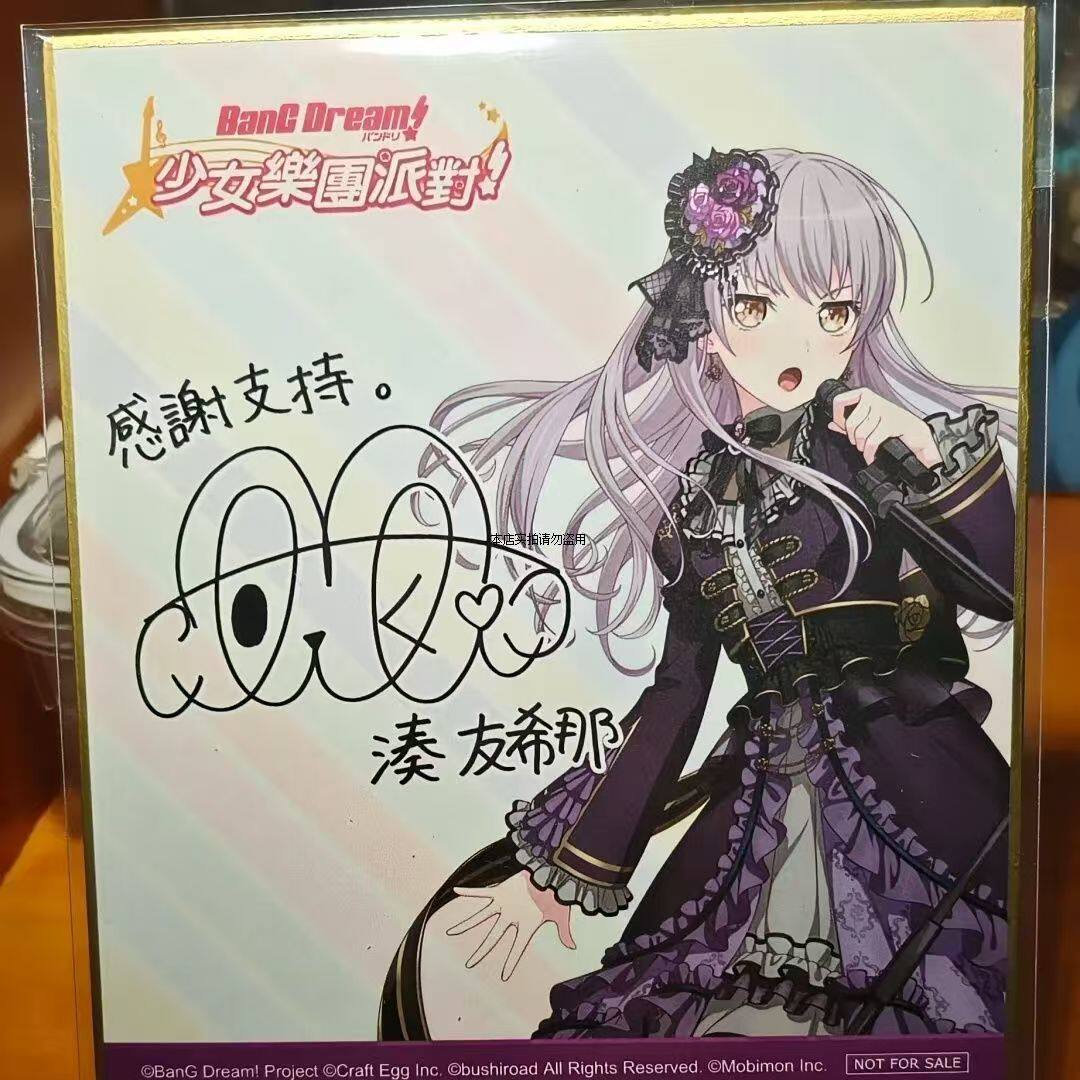 BanG Dream!
バンドリ
少女樂團派對!
感謝支持。
本店实拍请勿盗用
湊 友希那
©BanG Dream! Project ©Craft Egg Inc. ©bushiroad All Rights Reserved. ©Mobimon Inc. NOT FOR SALE